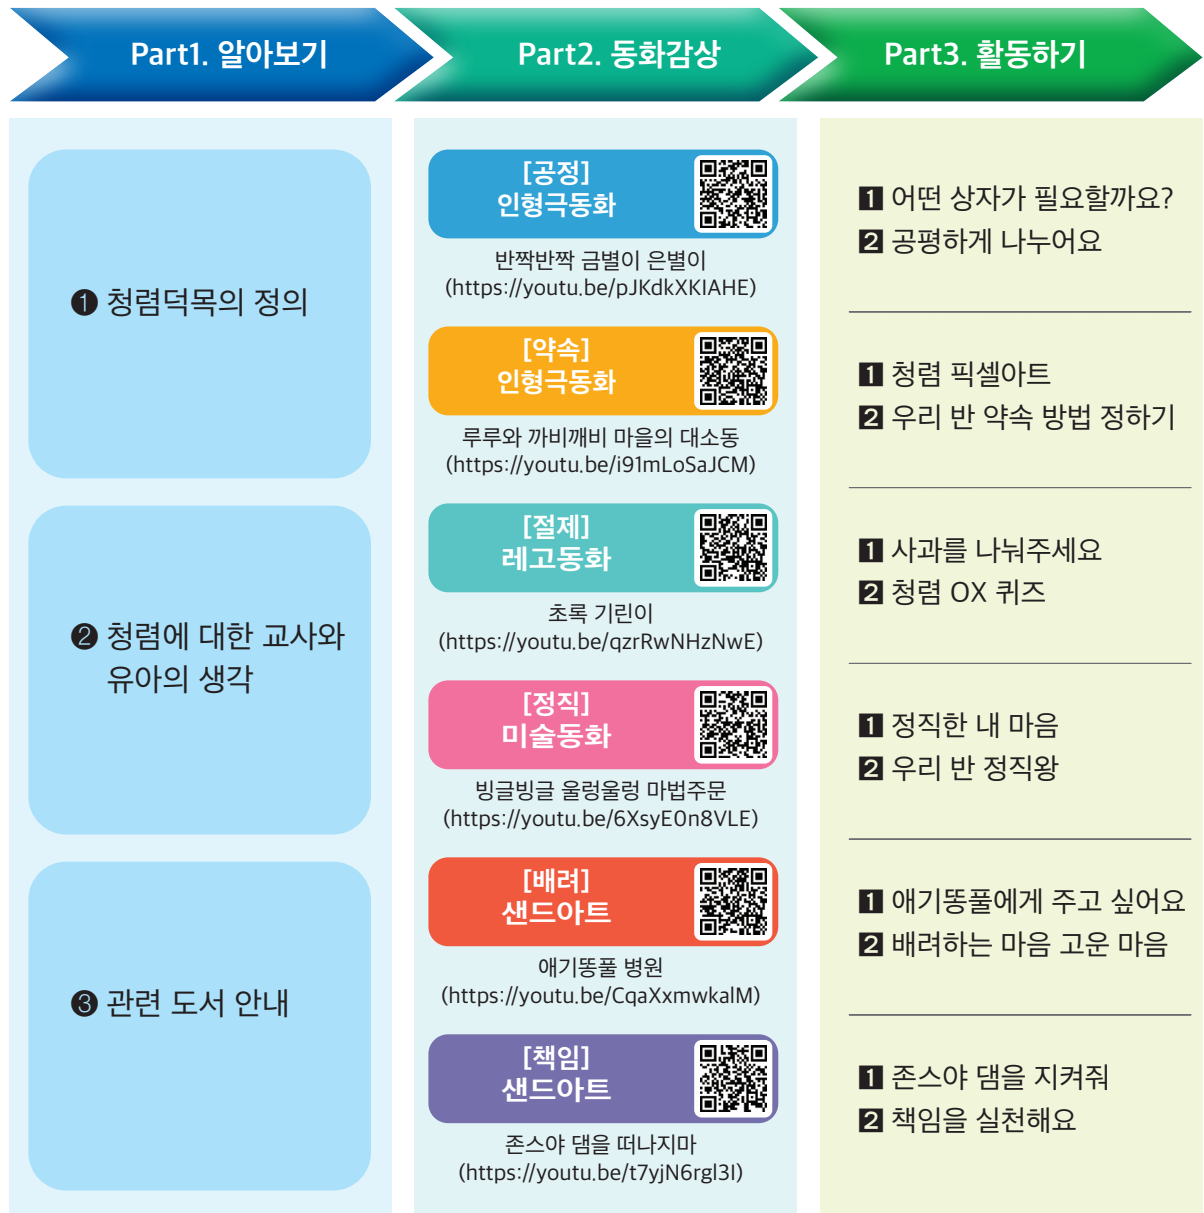 Part1. 알아보기
Part2. 동화감상
Part3. 활동하기
❶ 청렴덕목의 정의
❷ 청렴에 대한 교사와
유아의 생각
❸ 관련 도서 안내
[공정]
인형극동화
반짝반짝 금별이 은별이
(https://youtu.be/pJKdkXKIAHE)
[약속]
인형극동화
루루와 까비깨비 마을의 대소동
(https://youtu.be/i91mLoSaJCM)
[절제]
레고동화
초록 기린이
(https://youtu.be/qzrRwNHzNwE)
[정직]
미술동화
빙글빙글 울렁울렁 마법주문
(https://youtu.be/6XsyE0n8VLE)
[배려]
샌드아트
애기똥풀 병원
(https://youtu.be/CqaXxmwkalM)
[책임]
샌드아트
존스야 댐을 떠나지마
(https://youtu.be/t7yjN6rgl3I)
1 어떤 상자가 필요할까요?
2 공평하게 나누어요
1 청렴 픽셀아트
2 우리 반 약속 방법 정하기
1 사과를 나눠주세요
2 청렴 OX 퀴즈
1 정직한 내 마음
2 우리 반 정직왕
1 애기똥풀에게 주고 싶어요
2 배려하는 마음 고운 마음
1 존스야 댐을 지켜줘
2 책임을 실천해요